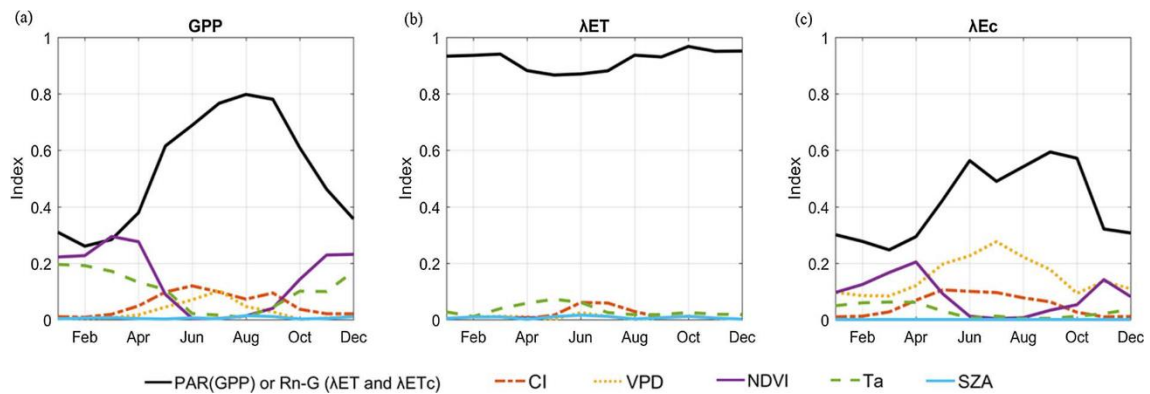 (a) GPP
Index
1
0.8
0.6
0.4
0.2
0
Feb Apr Jun Aug Oct Dec
(b) λET
Index
1
0.8
0.6
0.4
0.2
0
Feb Apr Jun Aug Oct Dec
(c) λEc
Index
1
0.8
0.6
0.4
0.2
0
Feb Apr Jun Aug Oct Dec
PAR(GPP) or Rn-G (λET and λETc) CI VPD NDVI Ta SZA